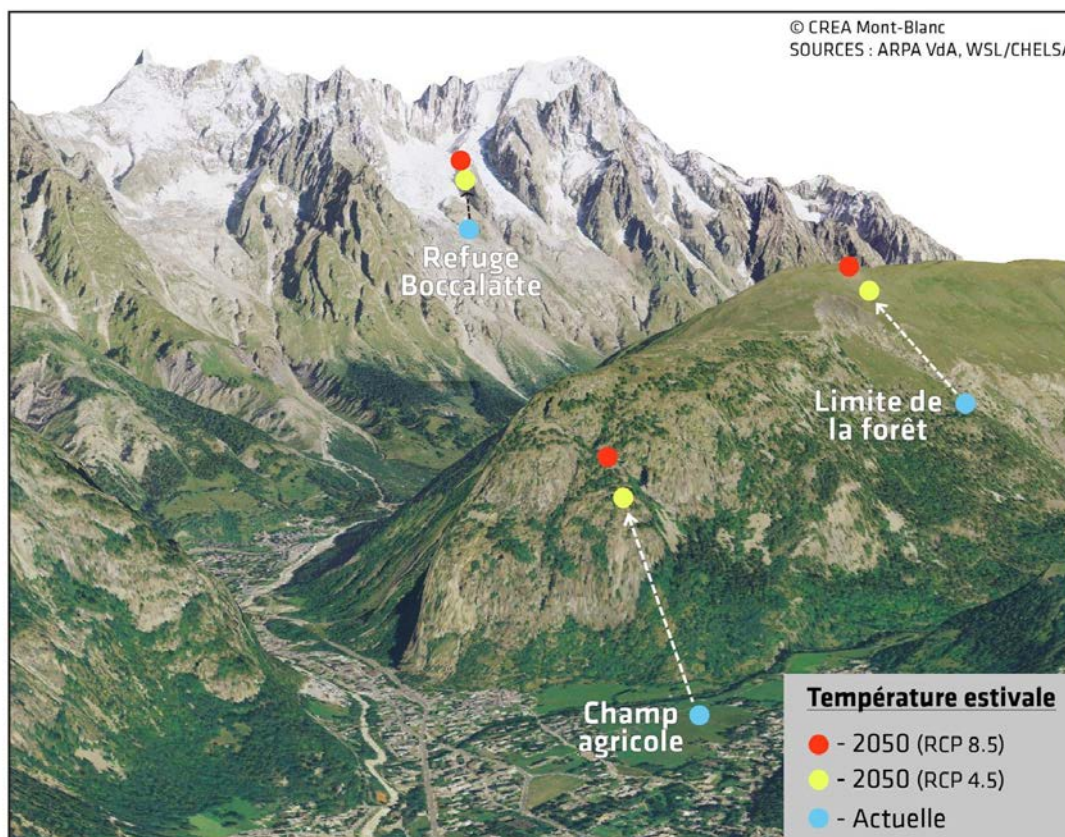 © CREA Mont-Blanc
SOURCES : ARPA VdA, WSL/CHELSA
Refuge
Boccalatte
Limite de
la forêt
Champ
agricole
Température estivale
- 2050 (RCP 8.5)
- 2050 (RCP 4.5)
- Actuelle